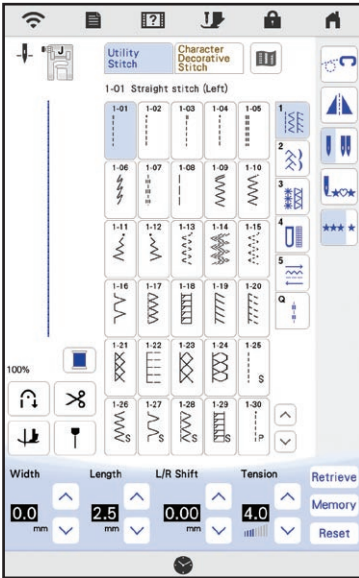 J
Utility
Stitch
Character
Decorative
Stitch
1-01 Straight stitch (Left)
1-01 1-02 1-03 1-04 1-05
1-06 1-07 1-08 1-09 1-10
1-11 1-12 1-13 1-14 1-15
1-16 1-17 1-18 1-19 1-20
1-21 1-22 1-23 1-24 1-25
S
1-26 1-27 1-28 1-29 1-30
S S S S P
1
2
3
4
5
Q
100%
Width Length L/R Shift Tension
0.0 mm 2.5 mm 0.00 mm 4.0
Retrieve
Memory
Reset